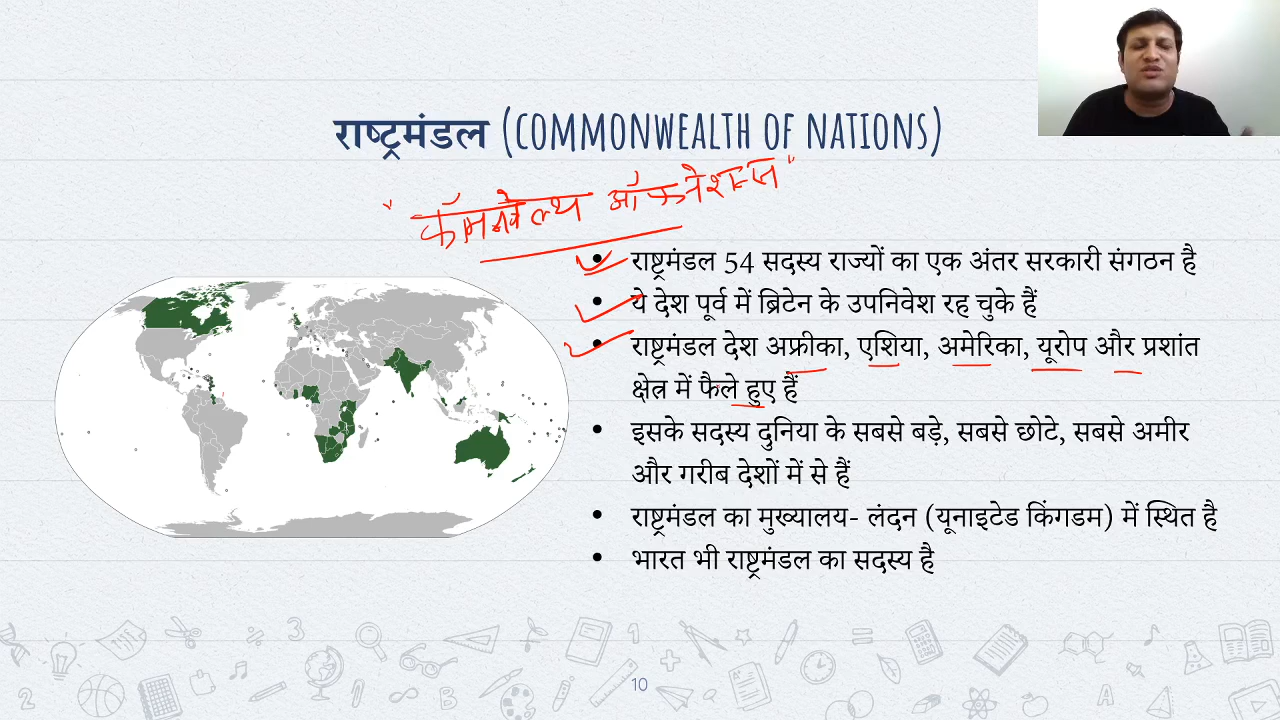 राष्ट्रमंडल (COMMONWEALTH OF NATIONS)
"कॉमनवेल्थ ऑफ नेशन्स"
• राष्ट्रमंडल 54 सदस्य राज्यों का एक अंतर सरकारी संगठन है
• ये देश पूर्व में ब्रिटेन के उपनिवेश रह चुके हैं
• राष्ट्रमंडल देश अफ्रीका, एशिया, अमेरिका, यूरोप और प्रशांत
क्षेत्र में फैले हुए हैं
• इसके सदस्य दुनिया के सबसे बड़े, सबसे छोटे, सबसे अमीर
और गरीब देशों में से हैं
• राष्ट्रमंडल का मुख्यालय- लंदन (यूनाइटेड किंगडम) में स्थित है
• भारत भी राष्ट्रमंडल का सदस्य है
10